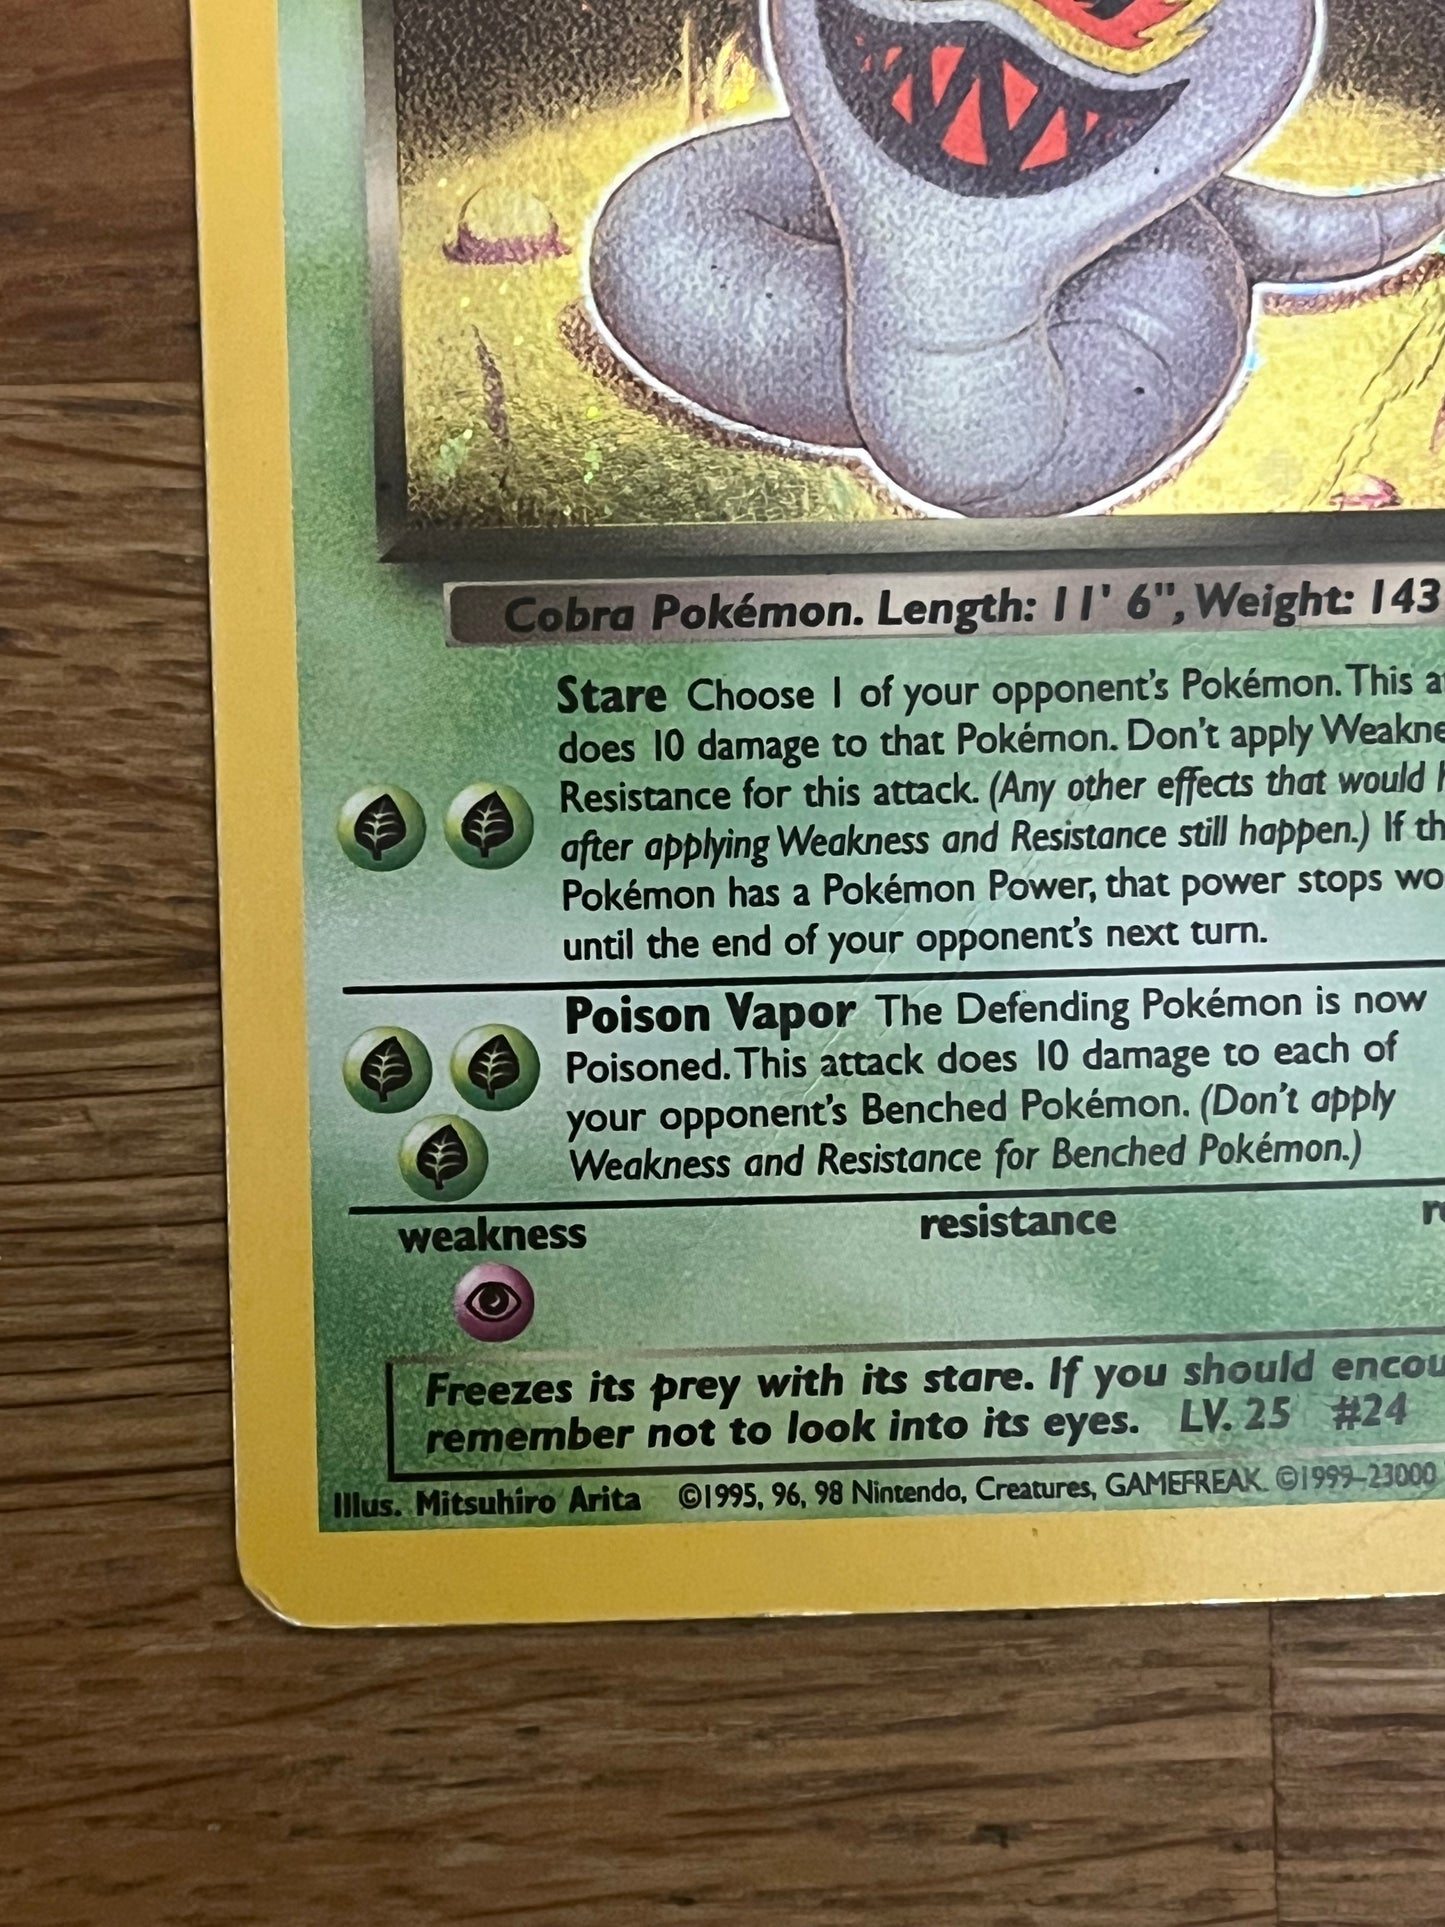 Cobra Pokémon. Length: 11' 6", Weight: 143
Stare Choose 1 of your opponent's Pokémon. This
does 10 damage to that Pokémon. Don't apply
Resistance for this attack. (Any other effects that would
after applying Weakness and Resistance still happen.) If
Pokémon has a Pokémon Power, that power stops
until the end of your opponent's next turn.
Poison Vapor The Defending Pokémon is now
Poisoned. This attack does 10 damage to each of
your opponent's Benched Pokémon. (Don't apply
Weakness and Resistance for Benched Pokémon.)
weakness resistance
Freezes its prey with its stare. If you should
remember not to look into its eyes. LV. 25 #24
Illus. Mitsuhiro Arita ©1995, 96, 98 Nintendo, Creatures, GAMEFREAK. ©1999–23000